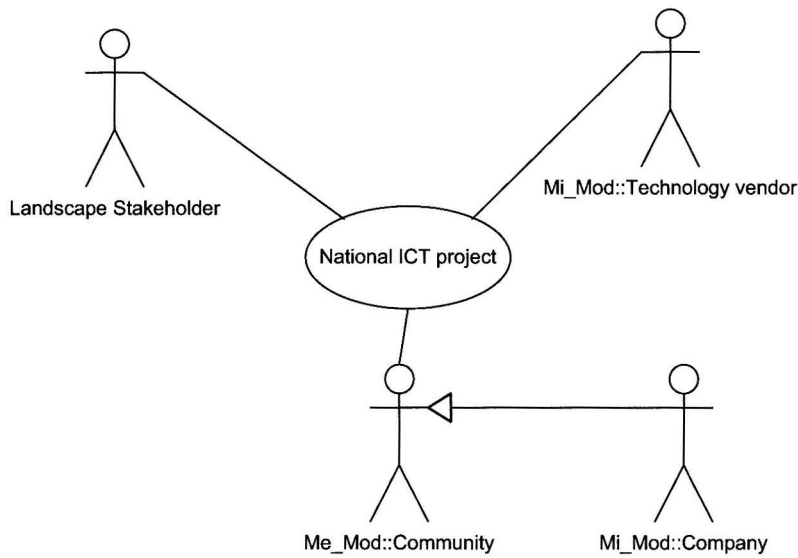 Landscape Stakeholder
Mi_Mod::Technology vendor
National ICT project
Me_Mod::Community
Mi_Mod::Company